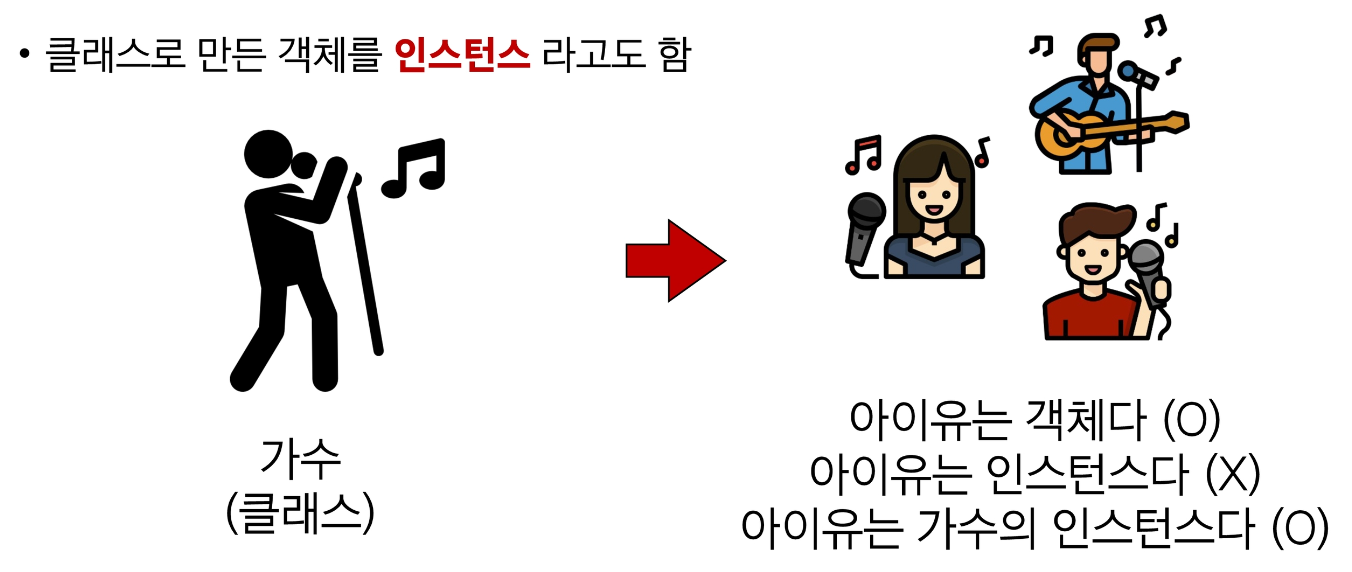 • 클래스로 만든 객체를 인스턴스 라고도 함
가수
(클래스)
아이유는 객체다 (O)
아이유는 인스턴스다 (X)
아이유는 가수의 인스턴스다 (O)